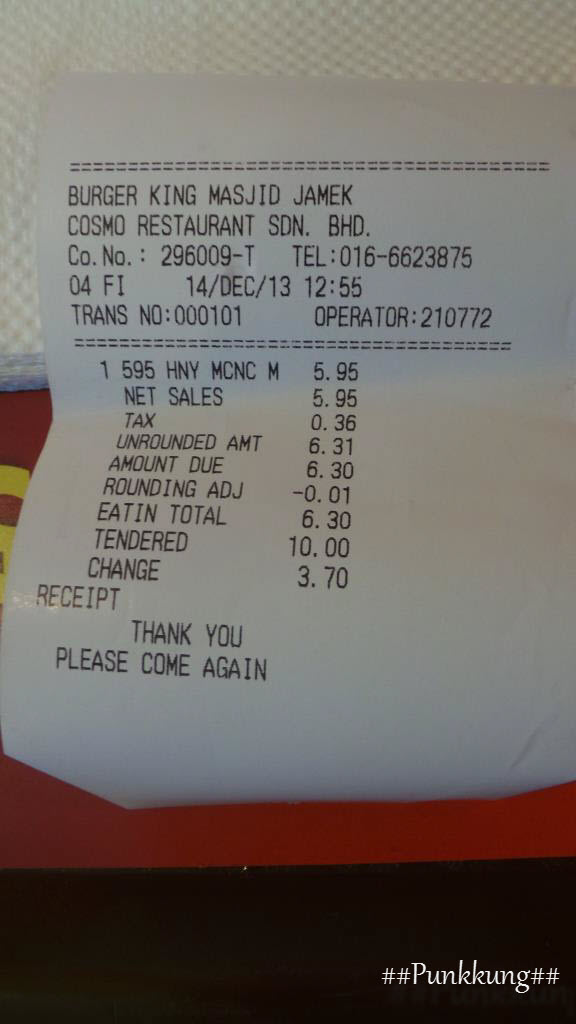 ========================================
BURGER KING MASJID JAMEK
COSMO RESTAURANT SDN. BHD.
Co.No.: 296009-T TEL:016-6623875
04 FI 14/DEC/13 12:55
TRANS NO:000101 OPERATOR:210772
========================================
1 595 HNY MCNC M 5.95
NET SALES 5.95
TAX 0.36
UNROUNDED AMT 6.31
AMOUNT DUE 6.30
ROUNDING ADJ -0.01
EATIN TOTAL 6.30
TENDERED 10.00
CHANGE 3.70
RECEIPT
THANK YOU
PLEASE COME AGAIN
##Punkkung##